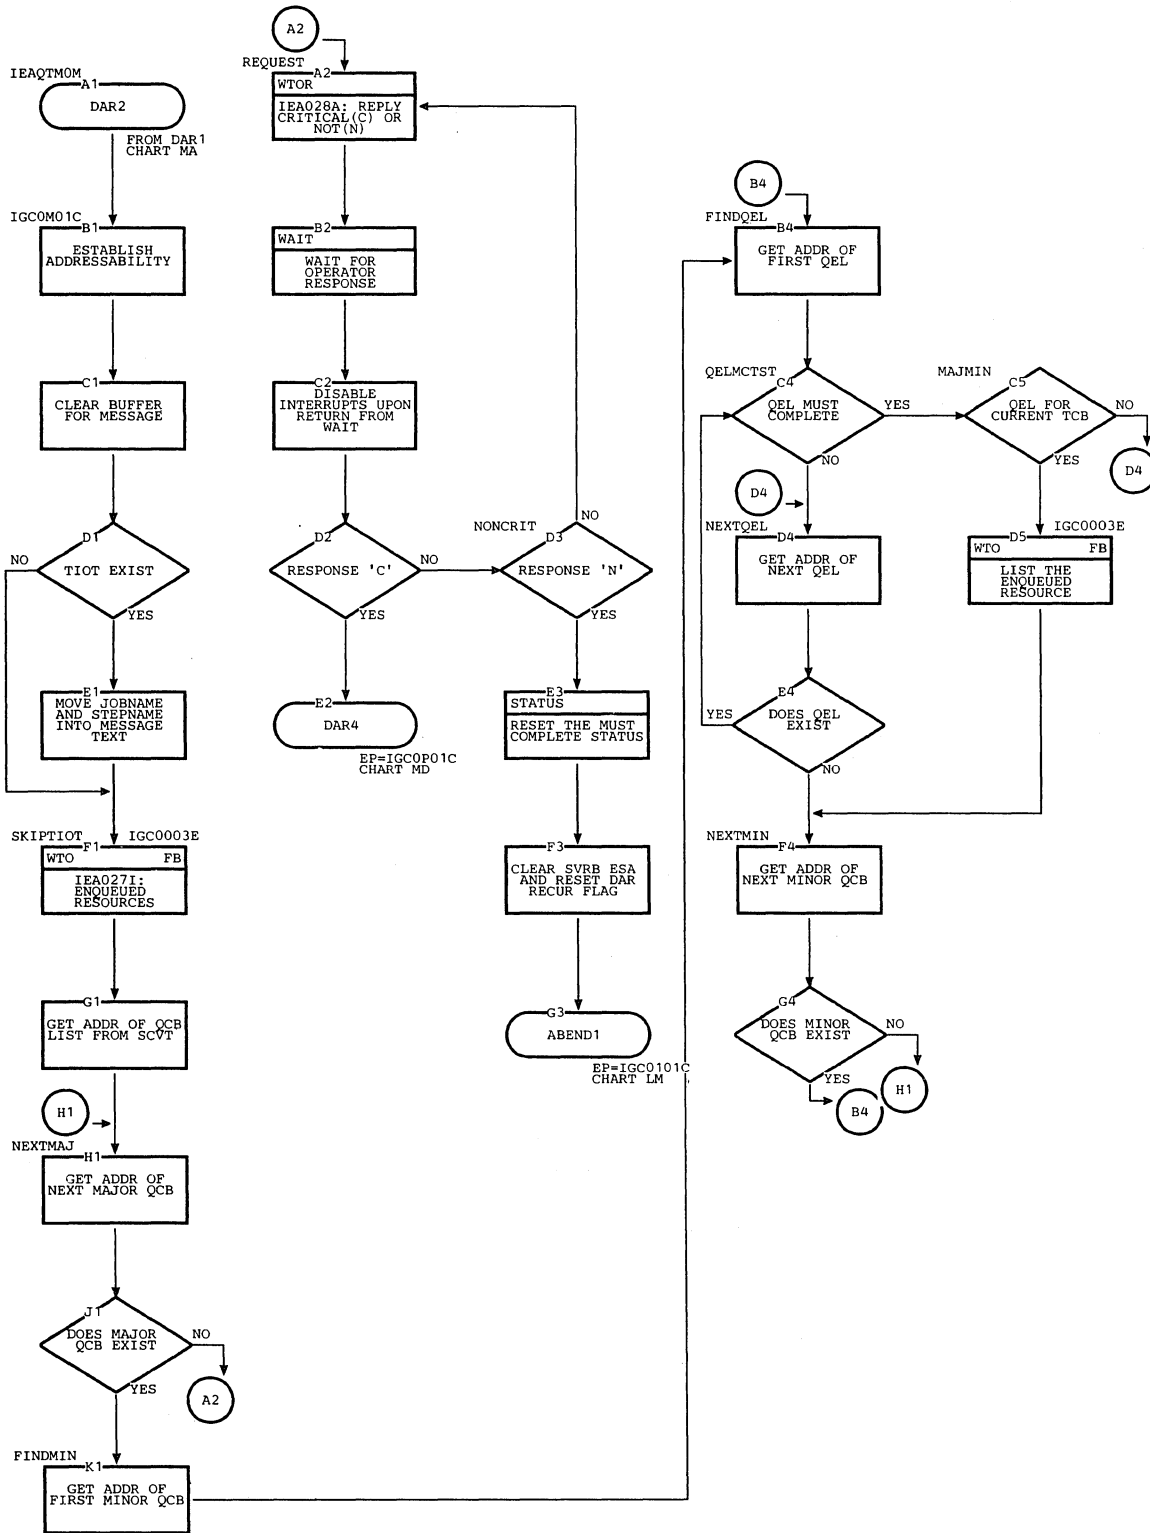 IEAQTM0M
A1
DAR2
FROM DAR1
CHART MA
IGC0M01C
B1
ESTABLISH
ADDRESSABILITY
C1
CLEAR BUFFER
FOR MESSAGE
D1
NO
TIOT EXIST
YES
E1
MOVE JOBNAME
AND STEPNAME
INTO MESSAGE
TEXT
SKIPTIOT
IGC0003E
F1
WTO FB
IEA027I:
ENQUEUED
RESOURCES
G1
GET ADDR OF QCB
LIST FROM SCVT
H1
NEXTMAJ
H1
GET ADDR OF
NEXT MAJOR QCB
J1
DOES MAJOR
QCB EXIST
NO
YES
A2
FINDMIN
K1
GET ADDR OF
FIRST MINOR QCB
A2
REQUEST
A2
WTOR
IEA028A: REPLY
CRITICAL(C) OR
NOT(N)
B2
WAIT
WAIT FOR
OPERATOR
RESPONSE
C2
DISABLE
INTERRUPTS UPON
RETURN FROM
WAIT
D2
RESPONSE 'C'
NO
YES
E2
DAR4
EP=IGC0P01C
CHART MD
NONCRIT
NO
D3
RESPONSE 'N'
YES
E3
STATUS
RESET THE MUST
COMPLETE STATUS
F3
CLEAR SVRB ESA
AND RESET DAR
RECUR FLAG
G3
ABEND1
EP=IGC0101C
CHART LM
B4
FINDQEL
B4
GET ADDR OF
FIRST QEL
QELMCTST
C4
QEL MUST
COMPLETE
YES
NO
D4
NEXTQEL
D4
GET ADDR OF
NEXT QEL
E4
YES
DOES QEL
EXIST
NO
NEXTMIN
F4
GET ADDR OF
NEXT MINOR QCB
G4
DOES MINOR
QCB EXIST
NO
YES
B4
H1
MAJMIN
C5
QEL FOR
CURRENT TCB
NO
YES
D4
IGC0003E
D5
WTO FB
LIST THE
ENQUEUED
RESOURCE